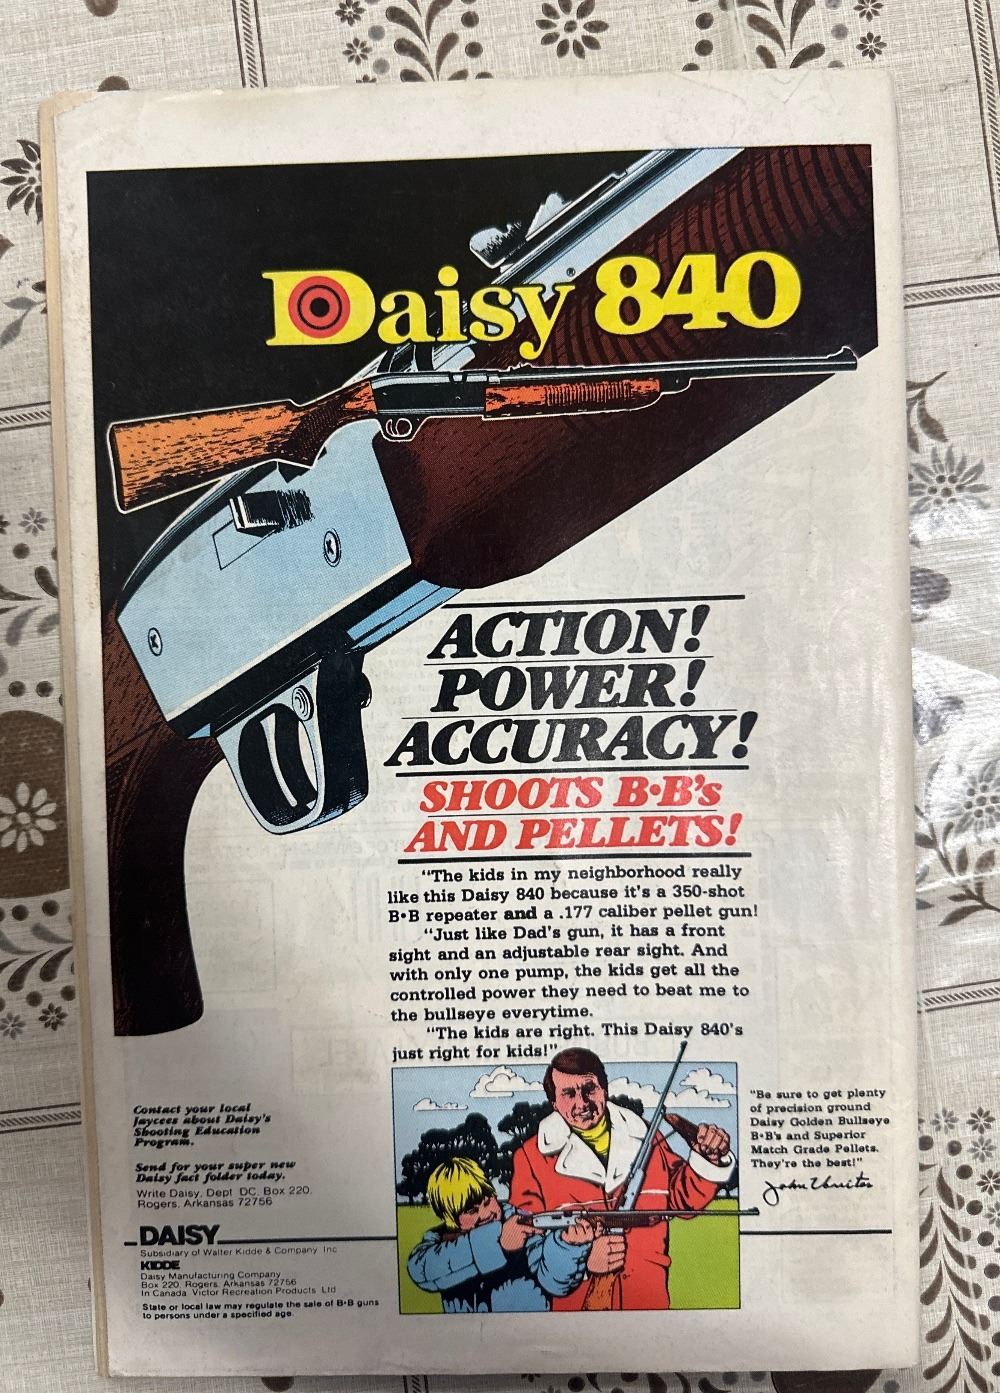 Daisy® 840
ACTION!
POWER!
ACCURACY!
SHOOTS B•B's
AND PELLETS!
"The kids in my neighborhood really
like this Daisy 840 because it's a 350-shot
B•B repeater and a .177 caliber pellet gun!
"Just like Dad's gun, it has a front
sight and an adjustable rear sight. And
with only one pump, the kids get all the
controlled power they need to beat me to
the bullseye everytime.
"The kids are right. This Daisy 840's
just right for kids!"
"Be sure to get plenty
of precision ground
Daisy Golden Bullseye
B•B's and Superior
Match Grade Pellets.
They're the best!"
John Unitas
Contact your local
Jaycees about Daisy's
Shooting Education
Program.
Send for your super new
Daisy fact folder today.
Write Daisy, Dept. DC, Box 220,
Rogers, Arkansas 72756
DAISY
Subsidiary of Walter Kidde & Company Inc
KIDDE
Daisy Manufacturing Company
Box 220, Rogers, Arkansas 72756
In Canada Victor Recreation Products Ltd
State or local law may regulate the sale of B•B guns
to persons under a specified age.